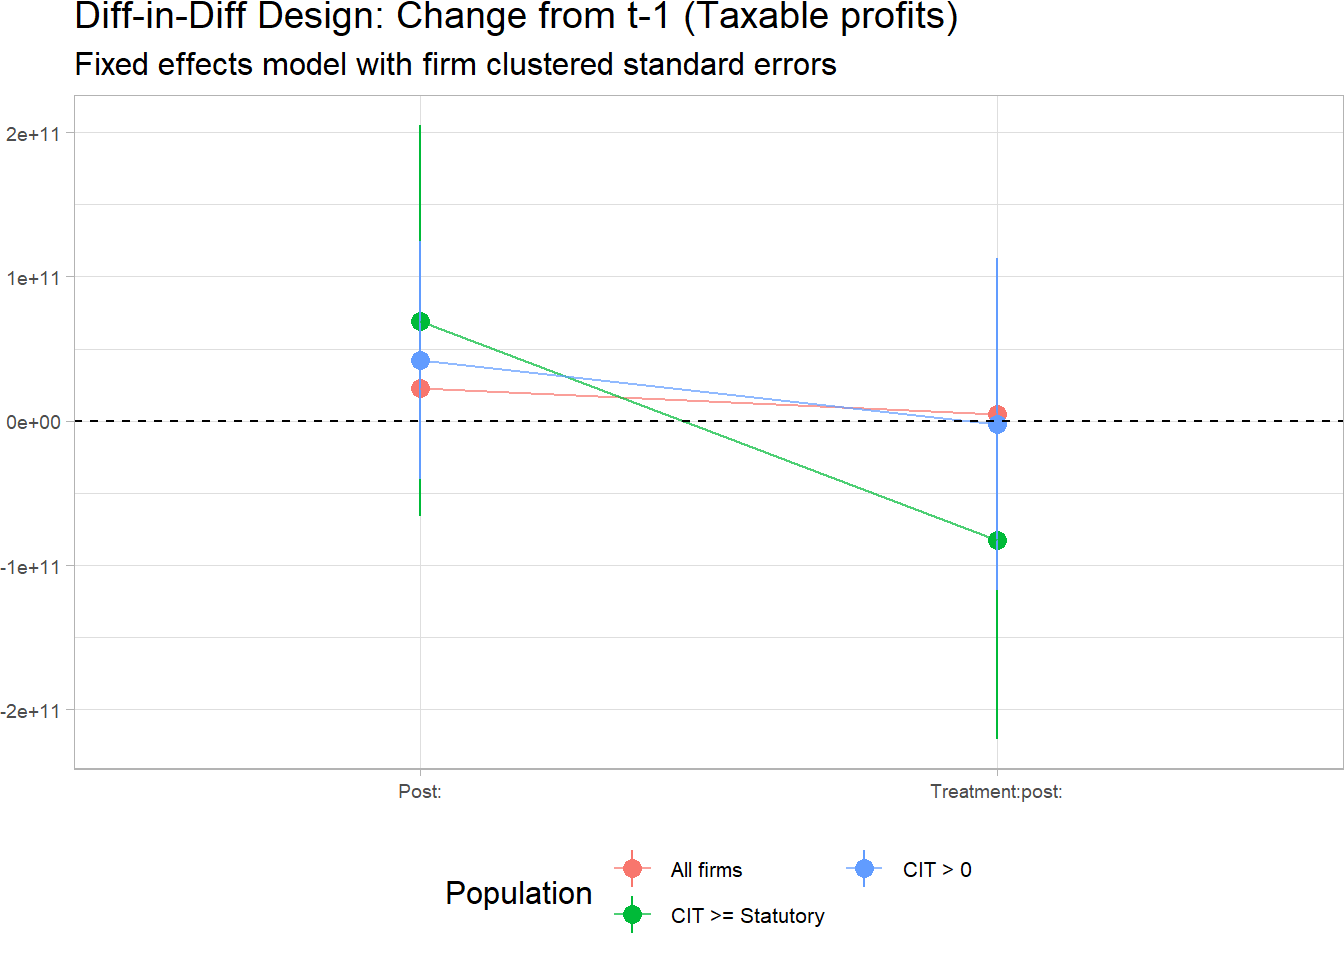 Diff-in-Diff Design: Change from t-1 (Taxable profits)
Fixed effects model with firm clustered standard errors
2e+11
1e+11
0e+00
-1e+11
-2e+11
Post:
Treatment:post:
Population
All firms
CIT > 0
CIT >= Statutory